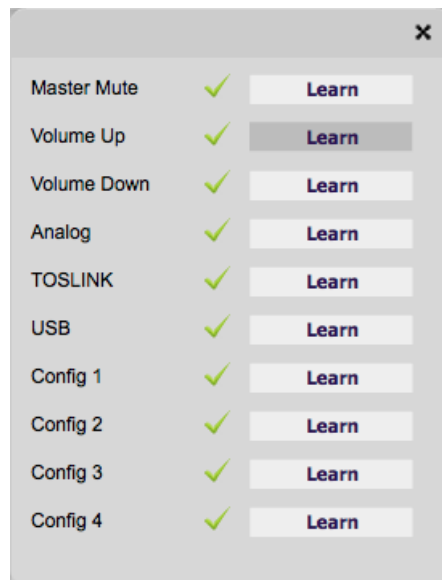 Master Mute Learn
Volume Up Learn
Volume Down Learn
Analog Learn
TOSLINK Learn
USB Learn
Config 1 Learn
Config 2 Learn
Config 3 Learn
Config 4 Learn